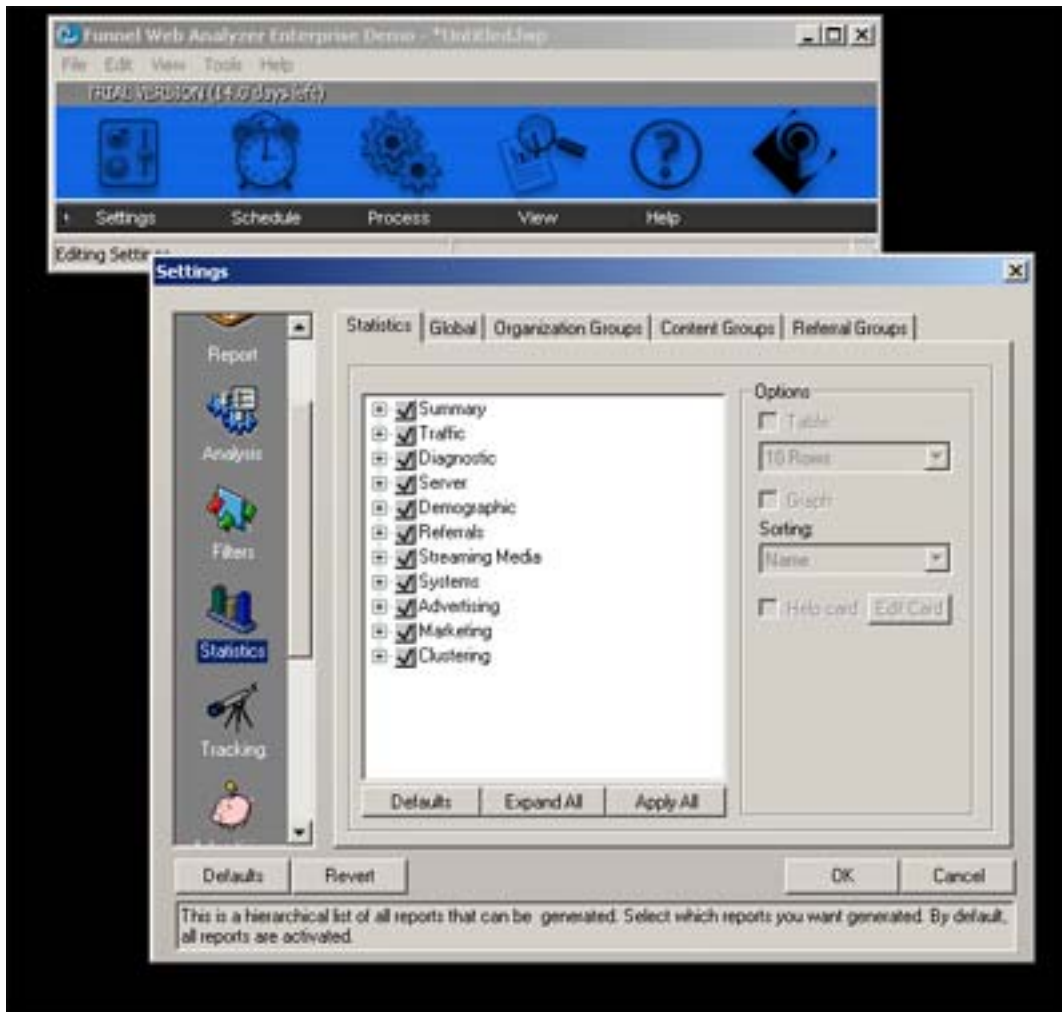 Funnel Web Analyzer Enterprise Demo - *Untitled.fwp
File Edit View Tools Help
TRIAL VERSION (14.0 days left)
Settings Schedule Process View Help
Editing Settings
Settings
Report
Analysis
Filters
Statistics
Tracking
Statistics Global Organization Groups Content Groups Referral Groups
Summary
Traffic
Diagnostic
Server
Demographic
Referrals
Streaming Media
Systems
Advertising
Marketing
Clustering
Defaults Expand All Apply All
Options
Table
10 Rows
Graph
Sorting:
Name
Help card Edit Card
Defaults Revert OK Cancel
This is a hierarchical list of all reports that can be generated. Select which reports you want generated. By default,
all reports are activated.